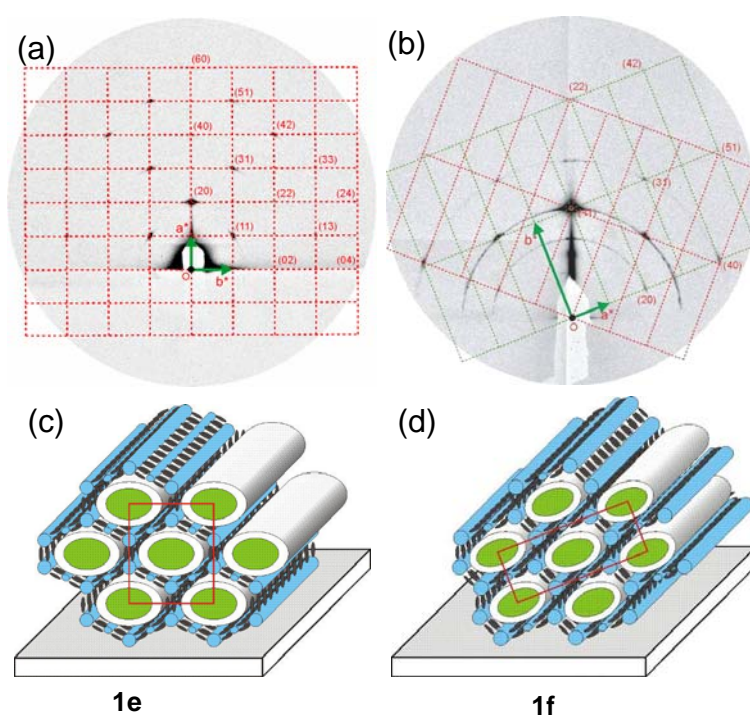 (a)
(60)
(51)
(40) (42)
(31) (33)
(20) (22) (24)
a*
(11) (13)
(02) (04)
O b*
(b)
(42)
(22)
(51)
(31)
b*
(40)
(20)
a*
O
(c)
(d)
1e
1f